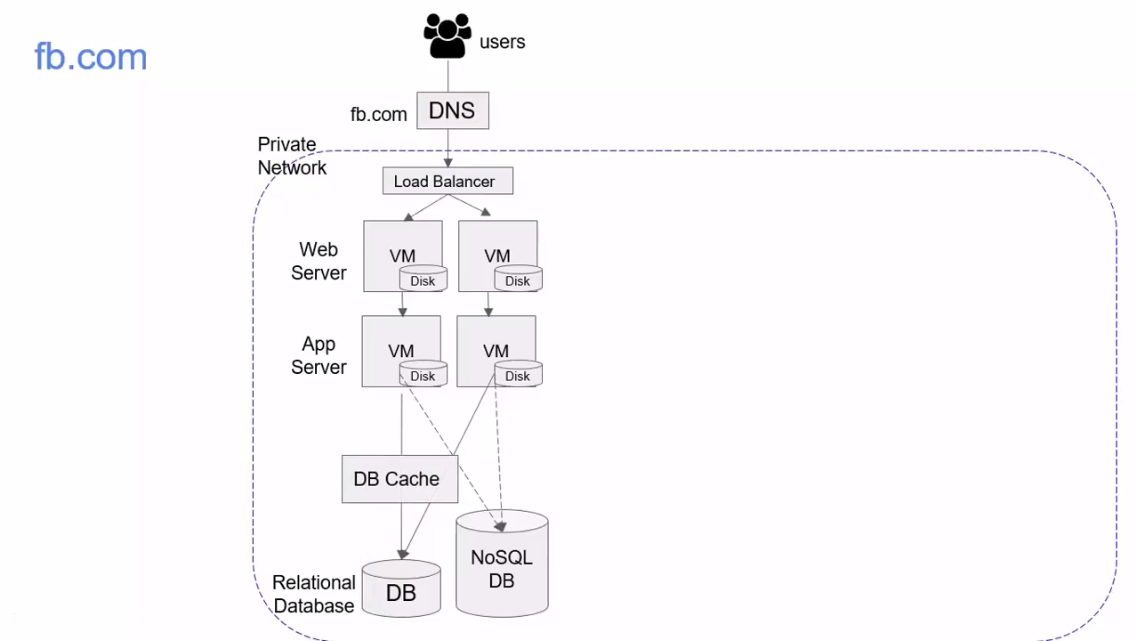 fb.com
users
fb.com
DNS
Private
Network
Load Balancer
Web
Server
VM
Disk
VM
Disk
App
Server
VM
Disk
VM
Disk
DB Cache
NoSQL
DB
Relational
Database
DB